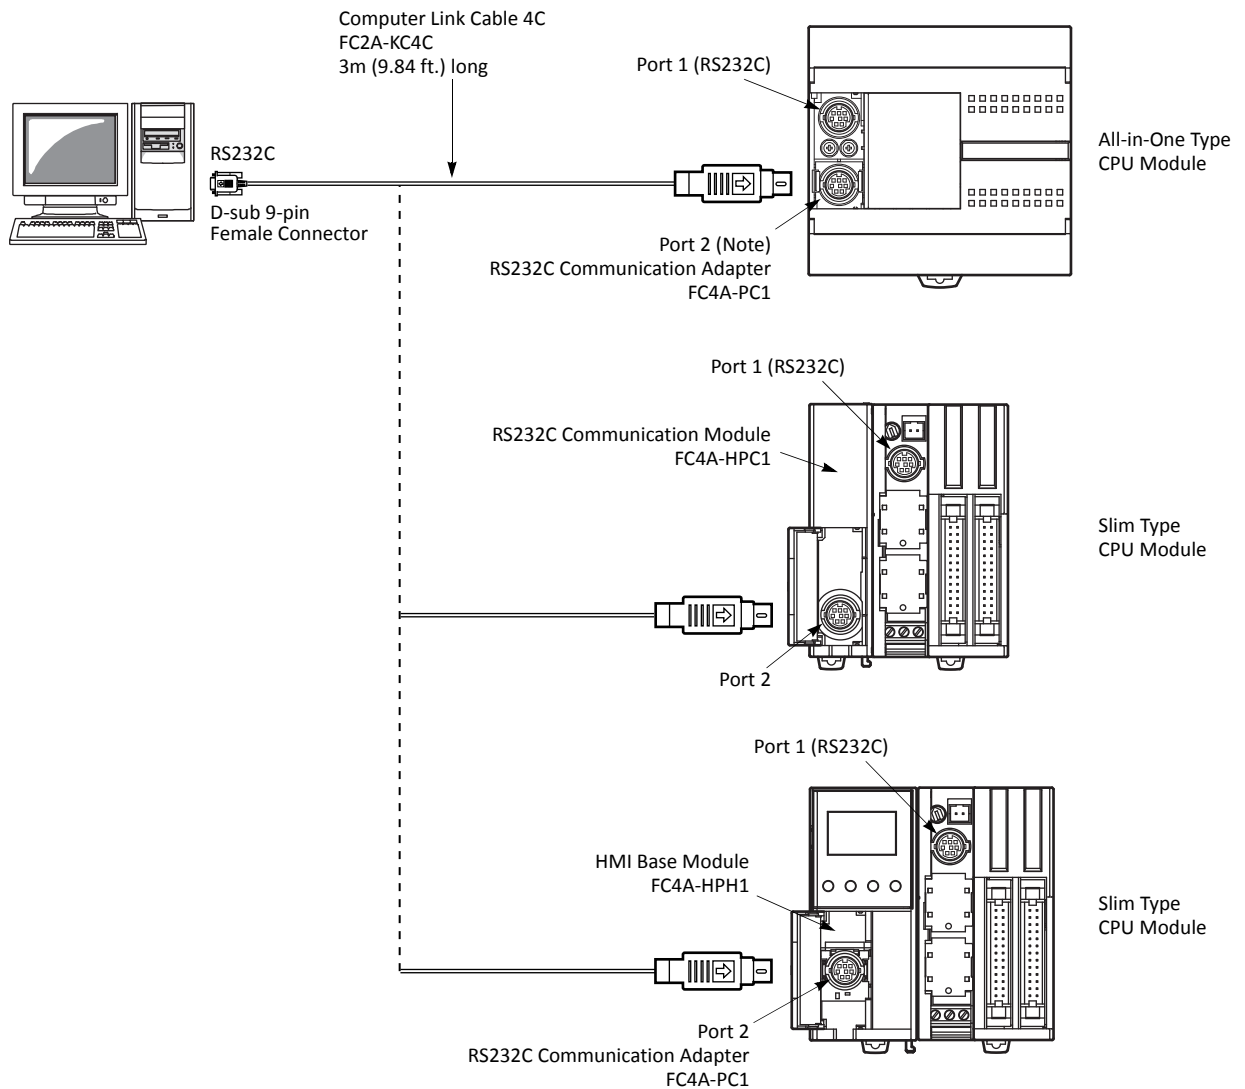 Computer Link Cable 4C
FC2A-KC4C
3m (9.84 ft.) long
Port 1 (RS232C)
All-in-One Type
CPU Module
RS232C
D-sub 9-pin
Female Connector
Port 2 (Note)
RS232C Communication Adapter
FC4A-PC1
Port 1 (RS232C)
RS232C Communication Module
FC4A-HPC1
Slim Type
CPU Module
Port 2
Port 1 (RS232C)
HMI Base Module
FC4A-HPH1
Slim Type
CPU Module
Port 2
RS232C Communication Adapter
FC4A-PC1